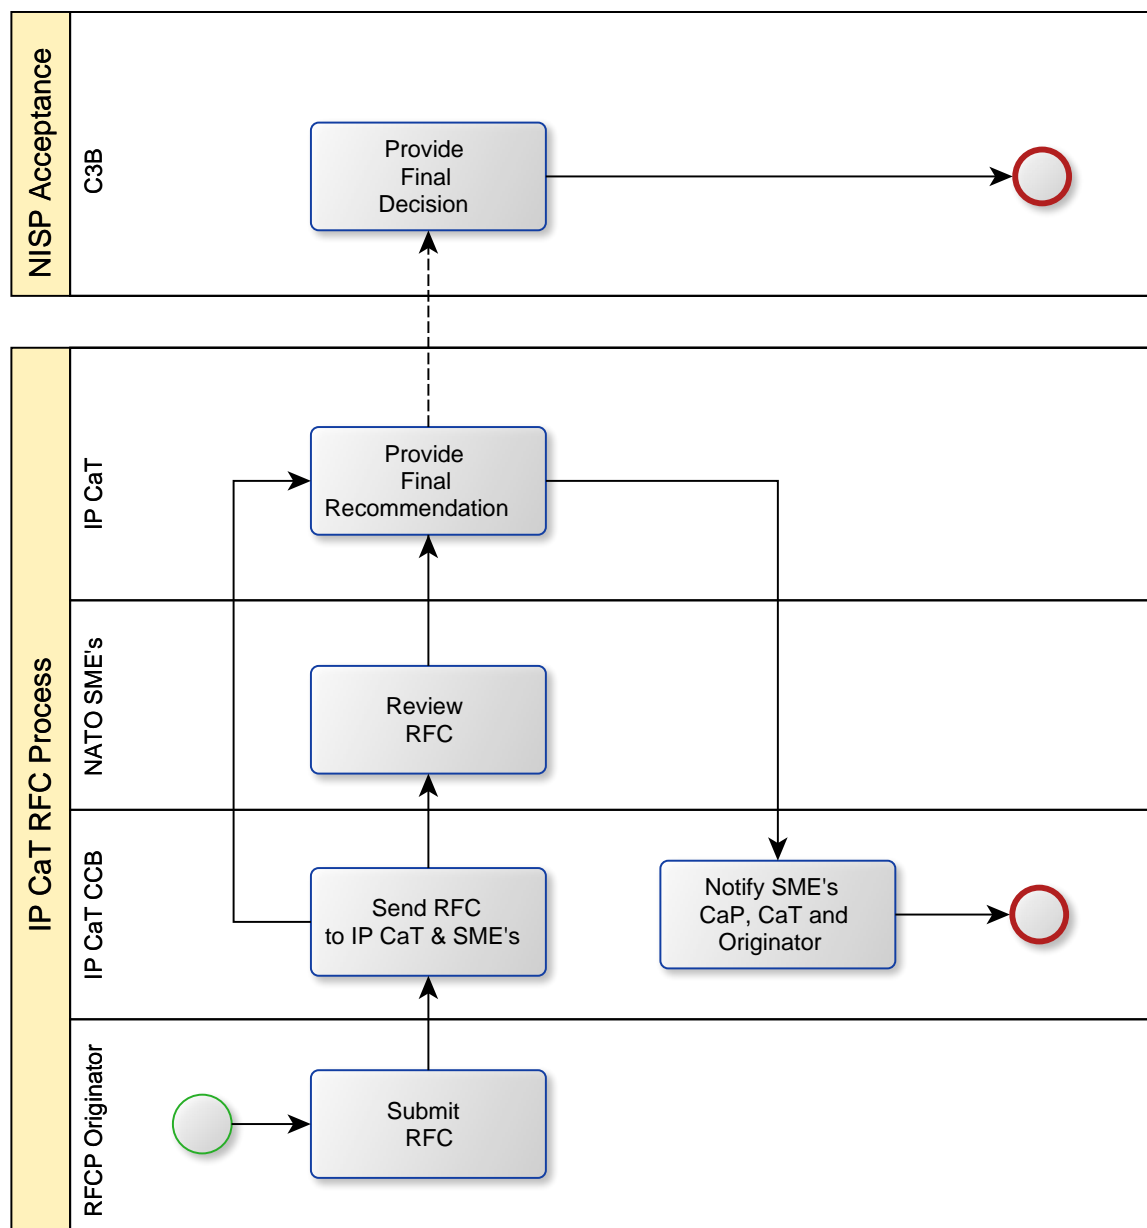 NISP Acceptance
C3B
Provide
Final
Decision
IP CaT RFC Process
IP CaT
Provide
Final
Recommendation
NATO SME's
Review
RFC
IP CaT CCB
Send RFC
to IP CaT & SME's
Notify SME's
CaP, CaT and
Originator
RFCP Originator
Submit
RFC